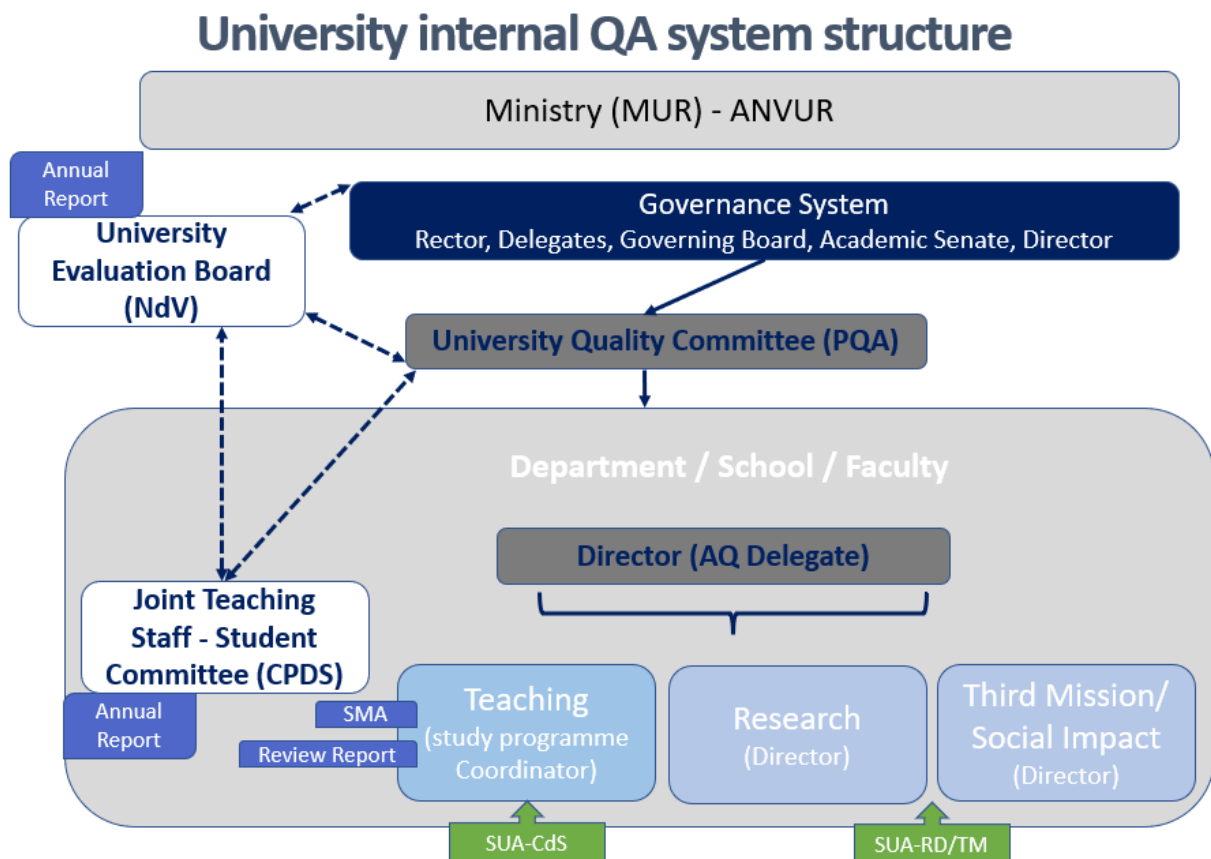 University internal QA system structure
Ministry (MUR) - ANVUR
Annual
Report
University
Evaluation Board
(NdV)
Governance System
Rector, Delegates, Governing Board, Academic Senate, Director
University Quality Committee (PQA)
Department / School / Faculty
Director (AQ Delegate)
Joint Teaching
Staff - Student
Committee (CPDS)
Annual
Report
SMA
Review Report
Teaching
(study programme
Coordinator)
Research
(Director)
Third Mission/
Social Impact
(Director)
SUA-CdS
SUA-RD/TM